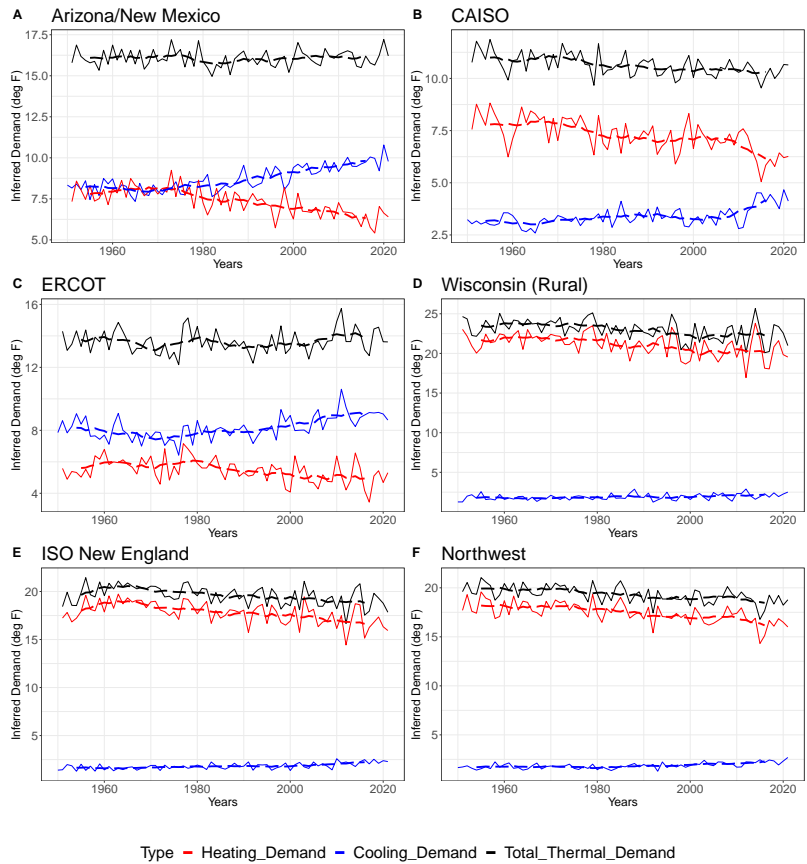 A Arizona/New Mexico
17.5
15.0
12.5
10.0
7.5
5.0
Inferred Demand (deg F)
1960 1980 2000 2020
Years
B CAISO
10.0
7.5
5.0
2.5
Inferred Demand (deg F)
1960 1980 2000 2020
Years
C ERCOT
16
12
8
4
Inferred Demand (deg F)
1960 1980 2000 2020
Years
D Wisconsin (Rural)
25
20
15
10
5
Inferred Demand (deg F)
1960 1980 2000 2020
Years
E ISO New England
20
15
10
5
Inferred Demand (deg F)
1960 1980 2000 2020
Years
F Northwest
20
15
10
5
Inferred Demand (deg F)
1960 1980 2000 2020
Years
Type Heating_Demand Cooling_Demand Total_Thermal_Demand